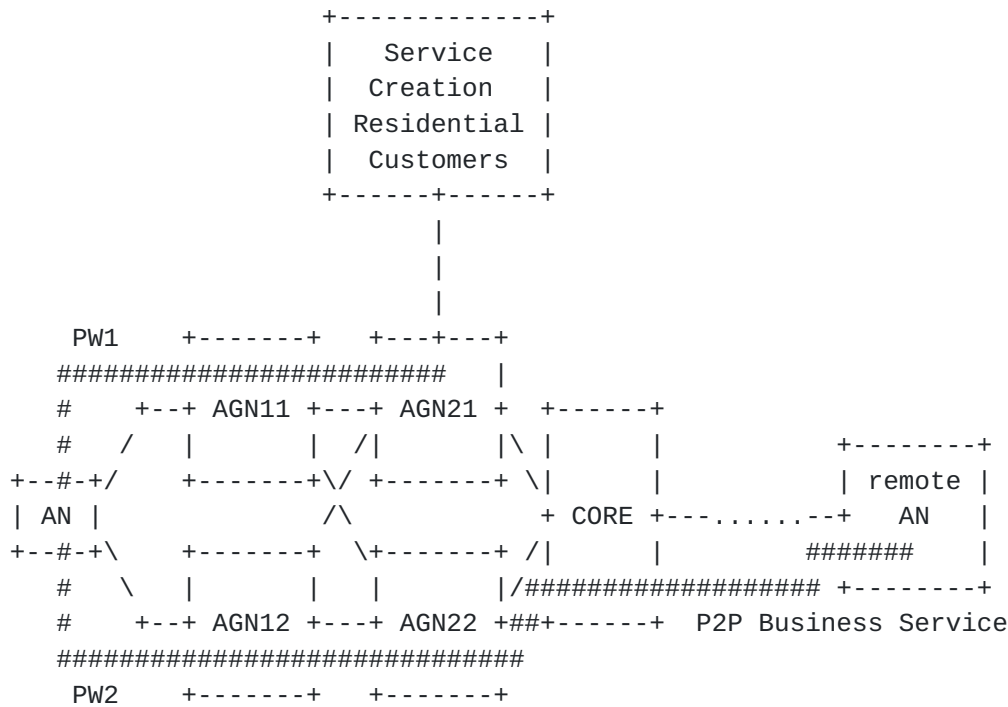 Service
Creation
Residential
Customers
PW1
AGN11 AGN21
remote
AN CORE ...... AN
AGN12 AGN22 P2P Business Service
PW2